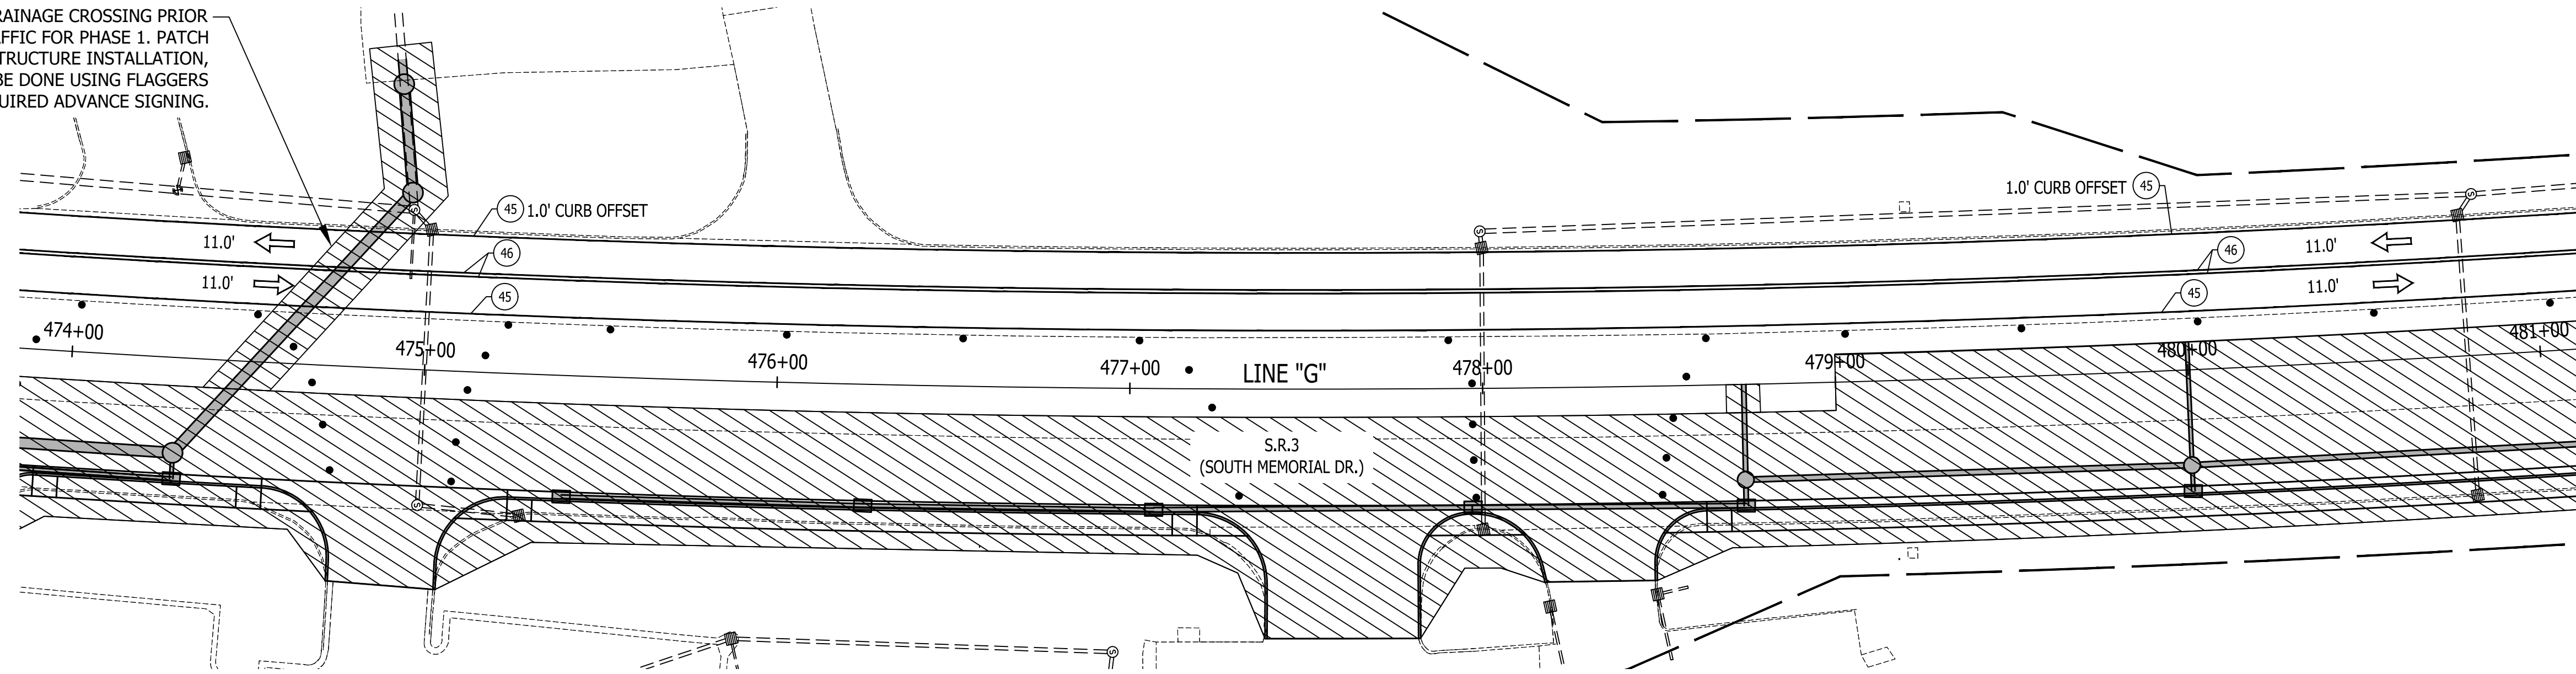 RAINAGE CROSSING PRIOR
AFFIC FOR PHASE 1. PATCH
TRUCTURE INSTALLATION,
BE DONE USING FLAGGERS
UIRED ADVANCE SIGNING.
45 1.0' CURB OFFSET
1.0' CURB OFFSET 45
11.0'
46
11.0'
45
11.0'
46
11.0'
45
474+00
475+00
476+00
477+00
LINE "G"
478+00
479+00
480+00
481+00
S.R.3
(SOUTH MEMORIAL DR.)
S
S
S
S
S